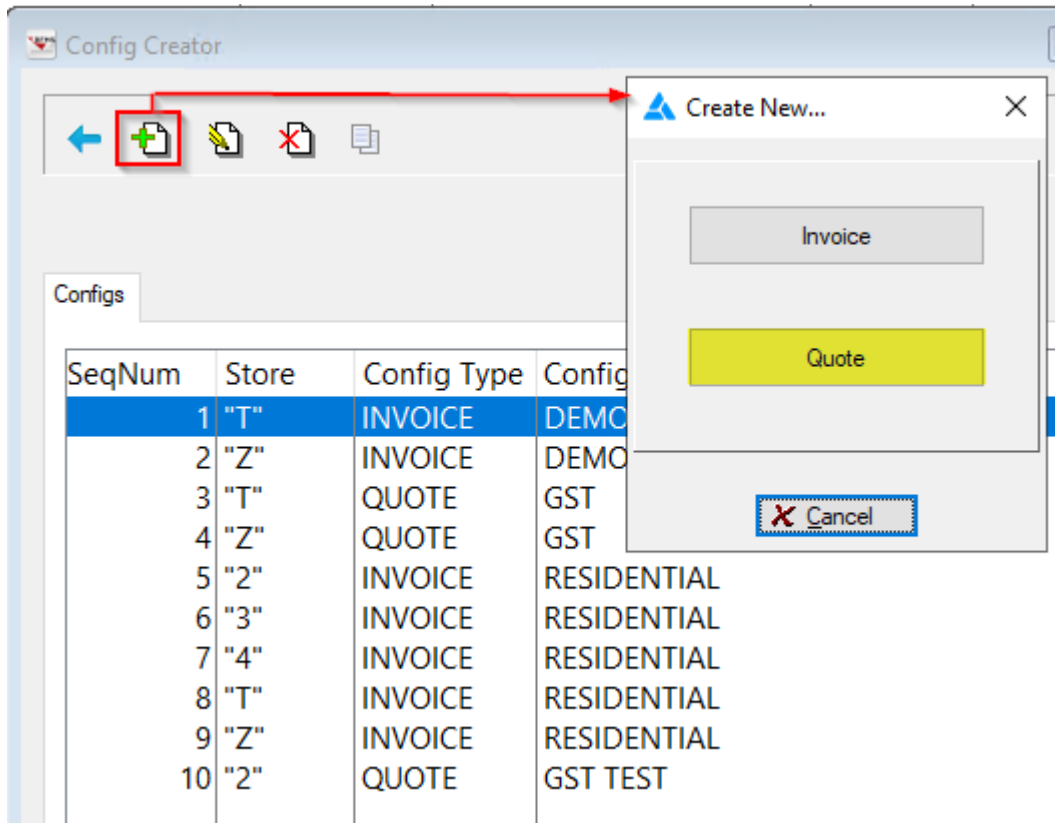 Config Creator
Create New...
Invoice
Quote
Cancel
Configs
SeqNum Store Config Type Config
1 "T" INVOICE DEMO
2 "Z" INVOICE DEMO
3 "T" QUOTE GST
4 "Z" QUOTE GST
5 "2" INVOICE RESIDENTIAL
6 "3" INVOICE RESIDENTIAL
7 "4" INVOICE RESIDENTIAL
8 "T" INVOICE RESIDENTIAL
9 "Z" INVOICE RESIDENTIAL
10 "2" QUOTE GST TEST